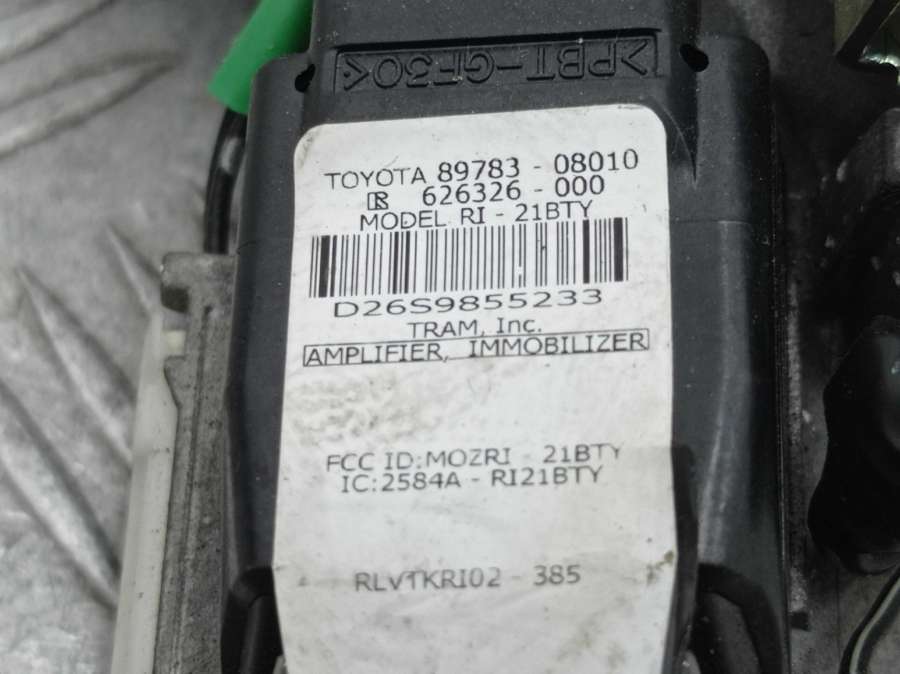 >PBT-GF30<
TOYOTA 89783 - 08010
R 626326 - 000
MODEL RI - 21BTY
D26S9855233
TRAM, Inc.
AMPLIFIER, IMMOBILIZER
FCC ID:MOZRI - 21BTY
IC:2584A - RI21BTY
RLVTKRI02 - 385